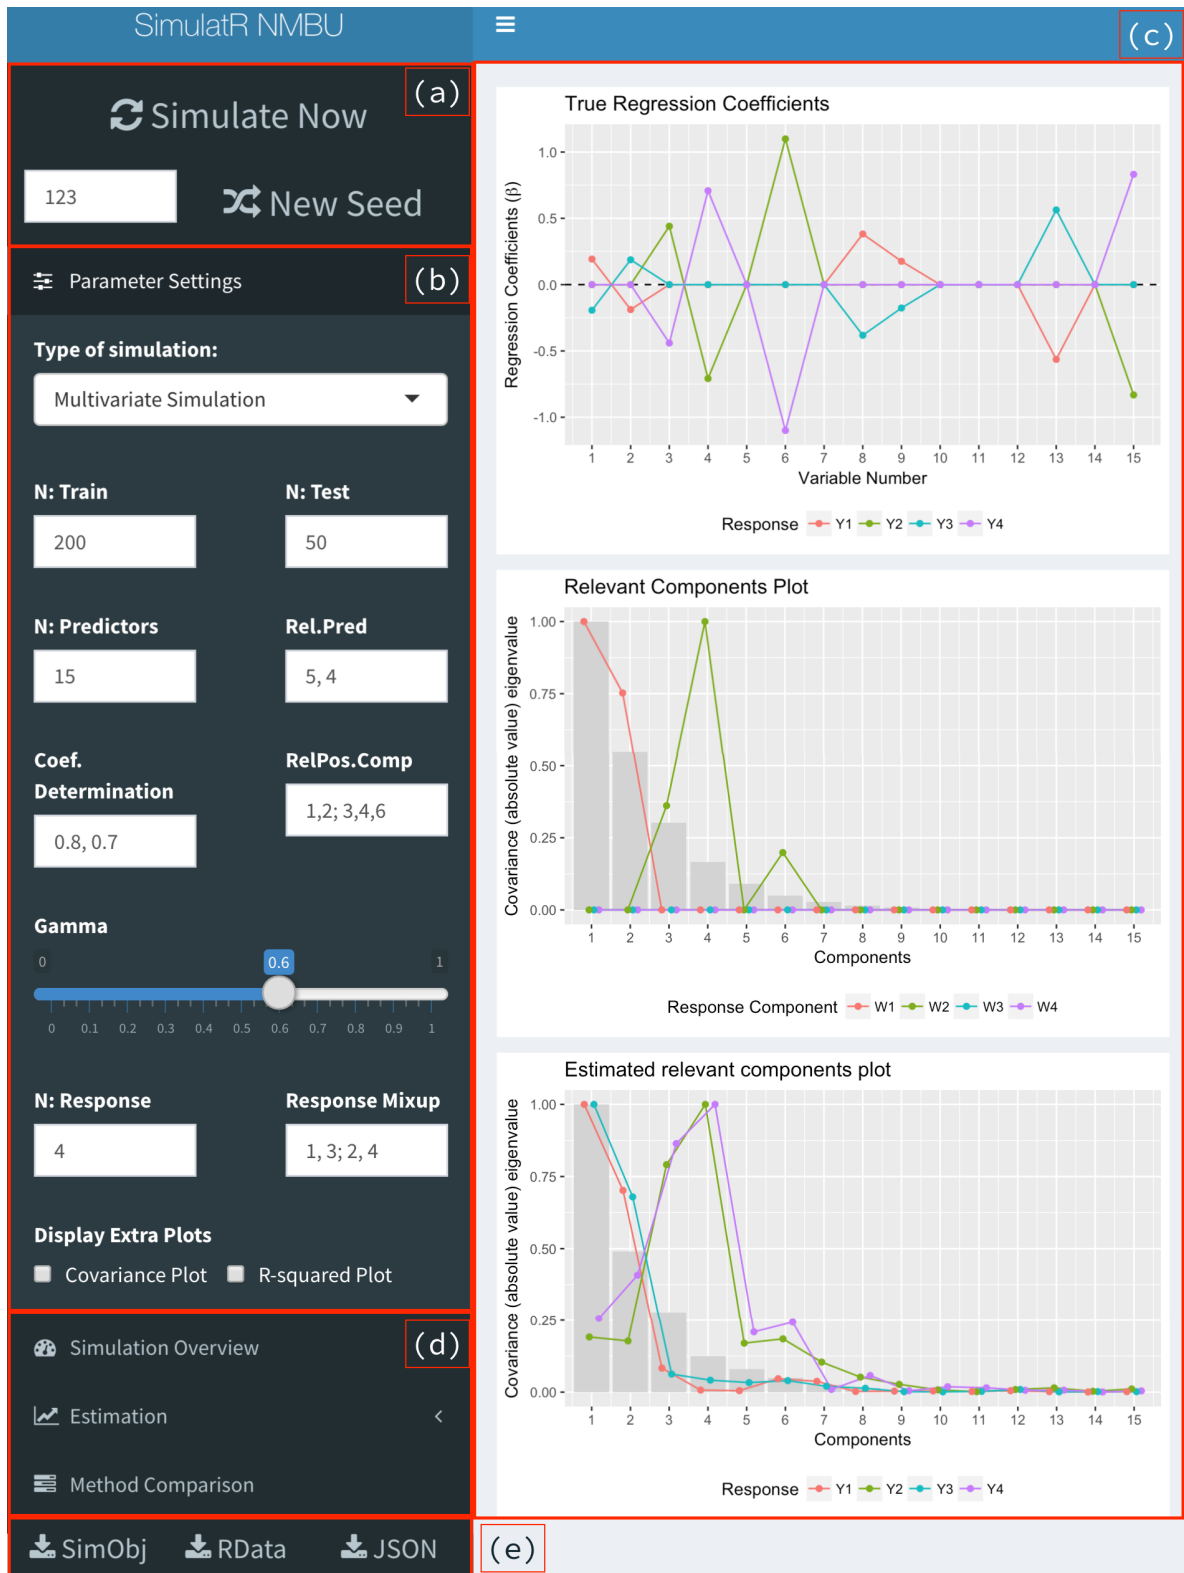 SimulatR NMBU
(a)
Simulate Now
123
New Seed
(b)
Parameter Settings
Type of simulation:
Multivariate Simulation
N: Train
N: Test
200
50
N: Predictors
Rel.Pred
15
5, 4
Coef.
Determination
RelPos.Comp
0.8, 0.7
1,2; 3,4,6
Gamma
0
0.6
1
0 0.1 0.2 0.3 0.4 0.5 0.6 0.7 0.8 0.9 1
N: Response
Response Mixup
4
1, 3; 2, 4
Display Extra Plots
Covariance Plot
R-squared Plot
(d)
Simulation Overview
Estimation
Method Comparison
SimObj
RData
JSON
(e)
(c)
True Regression Coefficients
Regression Coefficients (β)
1.0
0.5
0.0
-0.5
-1.0
1 2 3 4 5 6 7 8 9 10 11 12 13 14 15
Variable Number
Response Y1 Y2 Y3 Y4
Relevant Components Plot
Covariance (absolute value) eigenvalue
1.00
0.75
0.50
0.25
0.00
1 2 3 4 5 6 7 8 9 10 11 12 13 14 15
Components
Response Component W1 W2 W3 W4
Estimated relevant components plot
Covariance (absolute value) eigenvalue
1.00
0.75
0.50
0.25
0.00
1 2 3 4 5 6 7 8 9 10 11 12 13 14 15
Components
Response Y1 Y2 Y3 Y4